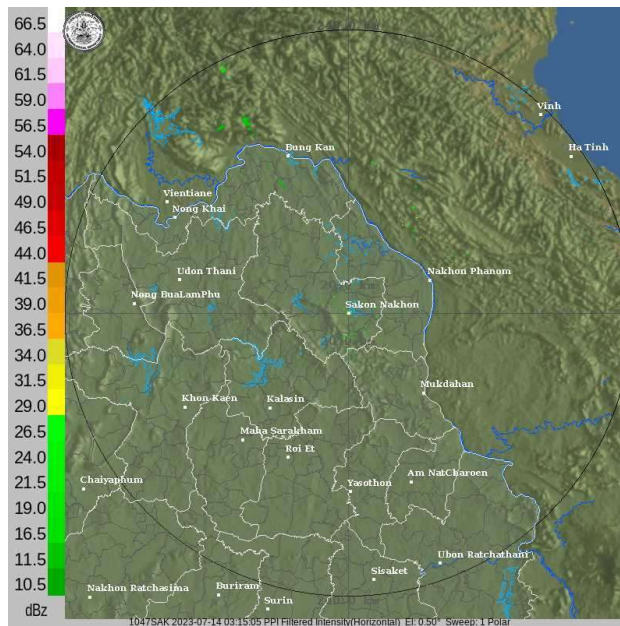 66.5
64.0
61.5
59.0
56.5
54.0
51.5
49.0
46.5
44.0
41.5
39.0
36.5
34.0
31.5
29.0
26.5
24.0
21.5
19.0
16.5
11.5
10.5
dBz
Vinh
Ha Tinh
Bung Kan
Vientiane
Nong Khai
Udon Thani
Nakhon Phanom
Nong BuaLamPhu
Sakon Nakhon
Mukdahan
Khon Kaen
Kalasin
Maha Sarakham
Roi Et
Chaiyaphum
Am NatCharoen
Yasothon
Ubon Ratchathani
Sisaket
Nakhon Ratchasima
Buriram
Surin
1047SAK 2023-07-14 03:15:05 PPI Filtered Intensity(Horizontal) El: 0.50° Sweep: 1 Polar